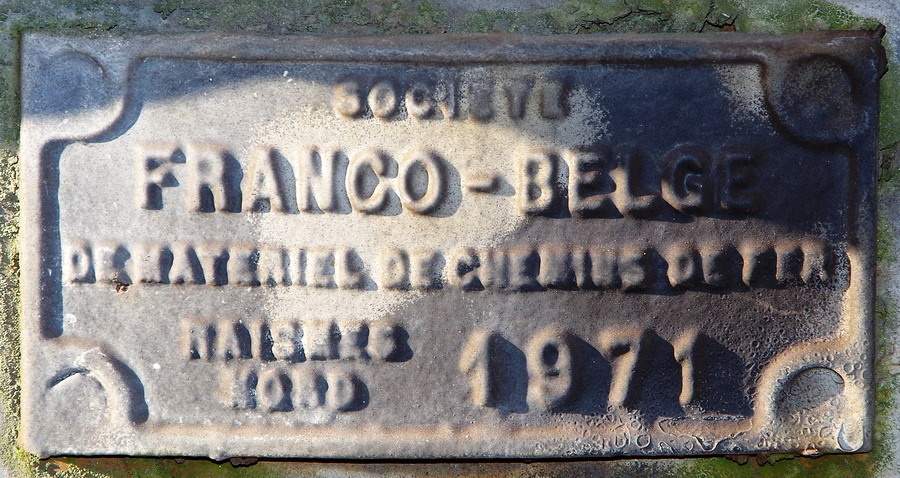 SOCIETE
FRANCO-BELGE
DE MATERIEL DE CHEMINS DE FER
RAISMES
NORD
1971